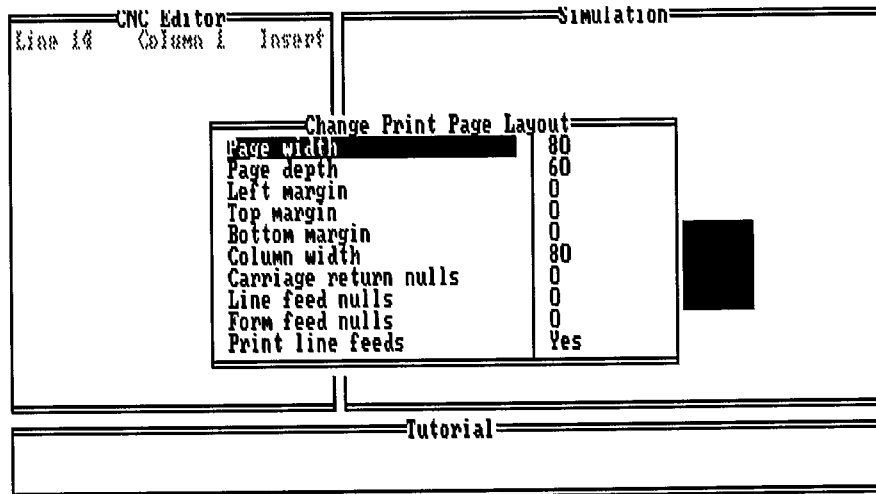 CNC Editor
Simulation
Line 14 Column 1 Insert
Change Print Page Layout
Page width 80
Page depth 60
Left margin 0
Top margin 0
Bottom margin 0
Column width 80
Carriage return nulls 0
Line feed nulls 0
Form feed nulls 0
Print line feeds Yes
Tutorial